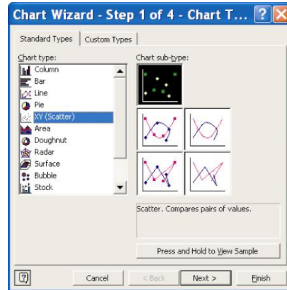 Chart Wizard - Step 1 of 4 - Chart T...
Standard Types
Custom Types
Chart type:
Chart sub-type:
Column
Bar
Line
Pie
XY (Scatter)
Area
Doughnut
Radar
Surface
Bubble
Stock
Scatter. Compares pairs of values.
Press and Hold to View Sample
Cancel
< Back
Next >
Finish